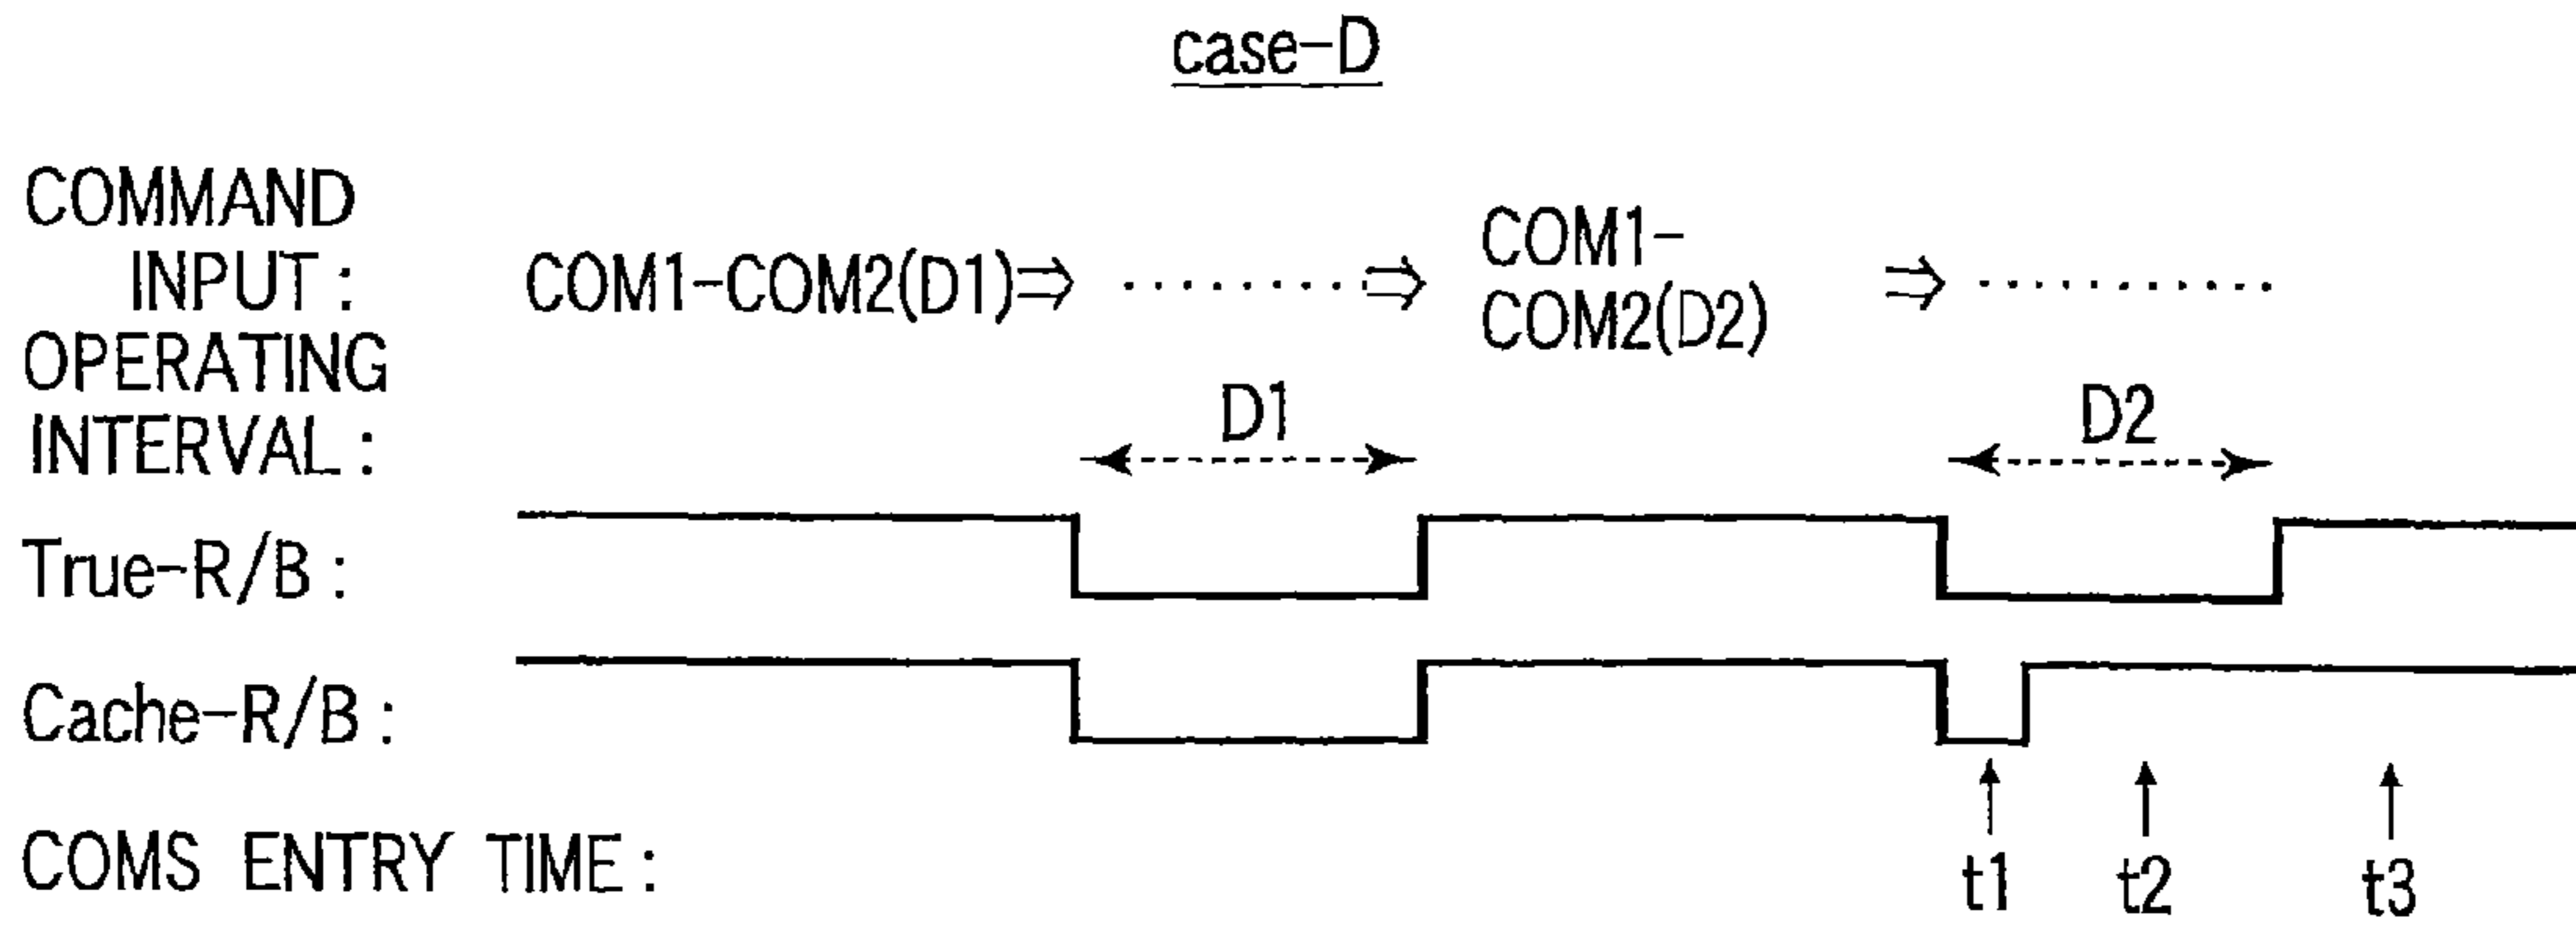 case-D
COMMAND
INPUT :
COM1-COM2(D1)⇒ ········⇒ COM1-
COM2(D2) ⇒ ···········
OPERATING
INTERVAL :
D1
D2
True-R/B :
Cache-R/B :
COMS ENTRY TIME :
t1 t2 t3